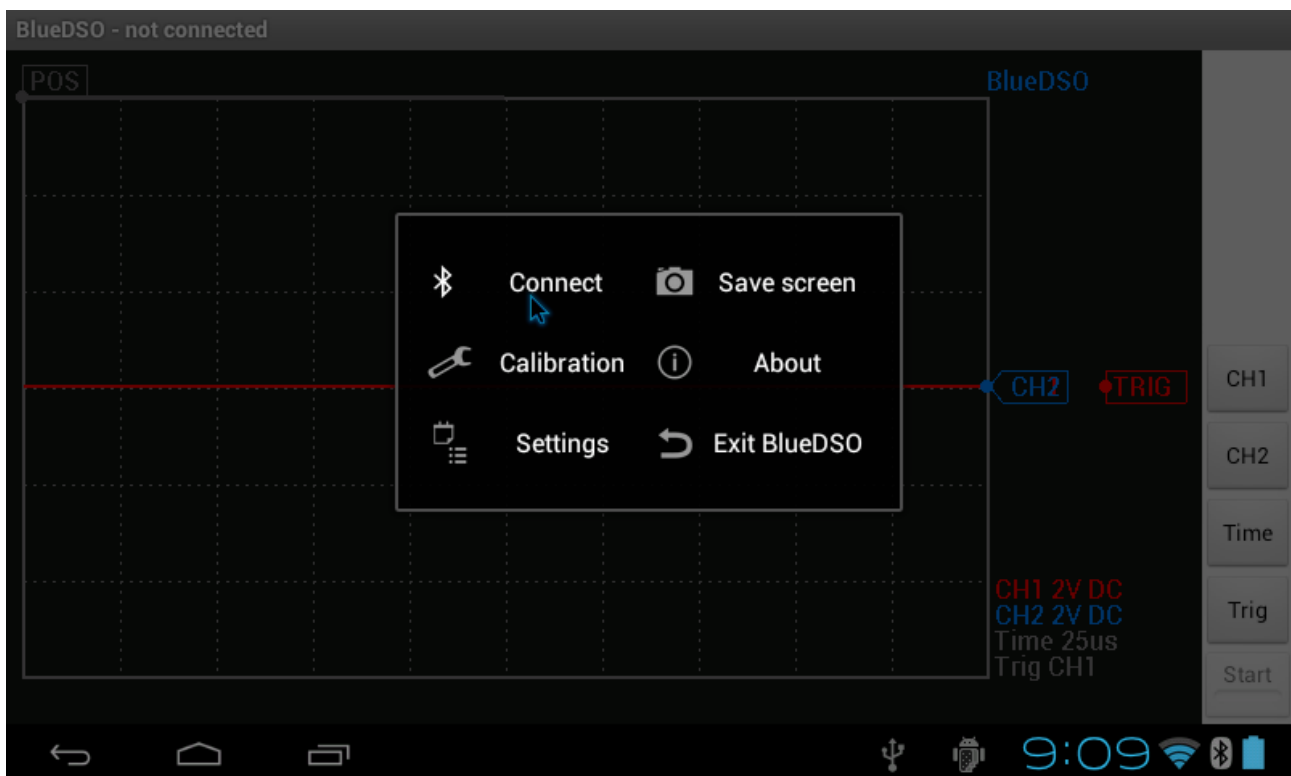 BlueDSO - not connected
POS
BlueDSO
Connect
Save screen
Calibration
About
Settings
Exit BlueDSO
CH2
TRIG
CH1
CH2
Time
Trig
Start
CH1 2V DC
CH2 2V DC
Time 25us
Trig CH1
9:09